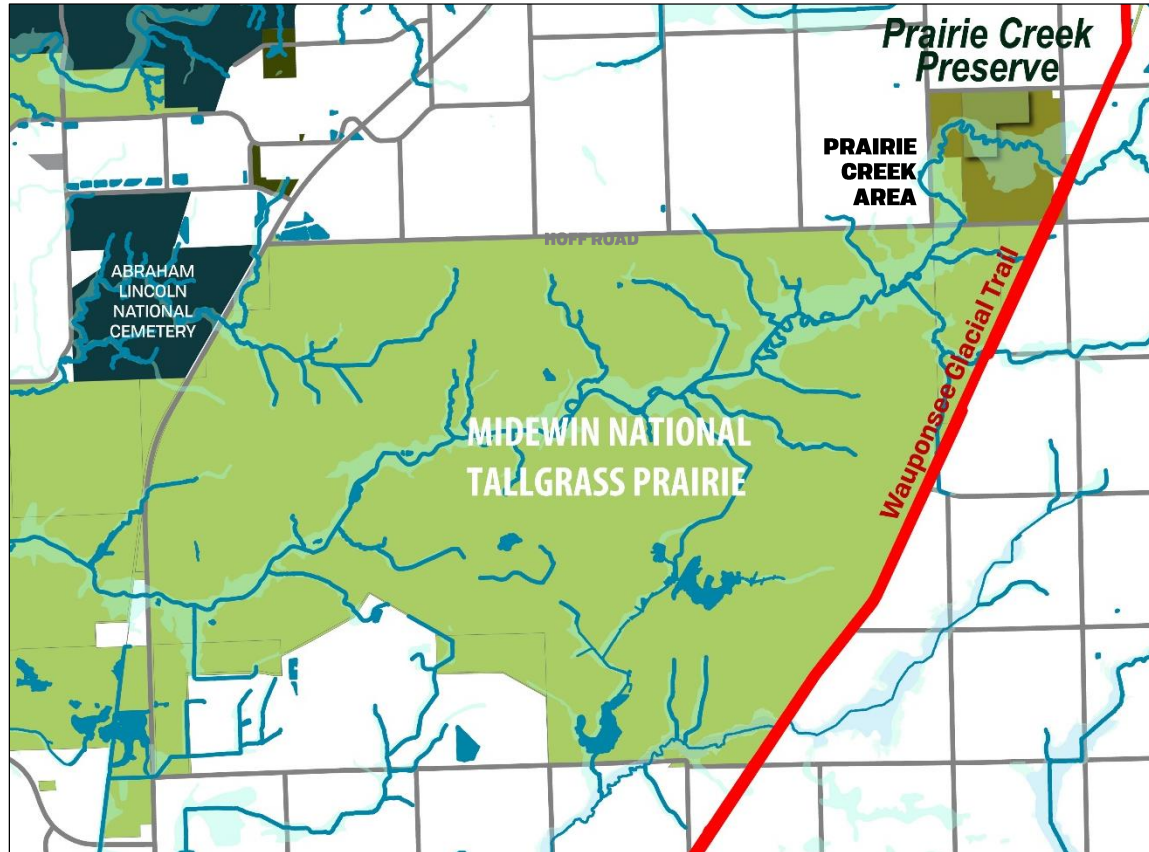 Prairie Creek
Preserve
PRAIRIE
CREEK
AREA
HOFF ROAD
ABRAHAM
LINCOLN
NATIONAL
CEMETERY
MIDEWIN NATIONAL
TALLGRASS PRAIRIE
Wauponsee Glacial Trail